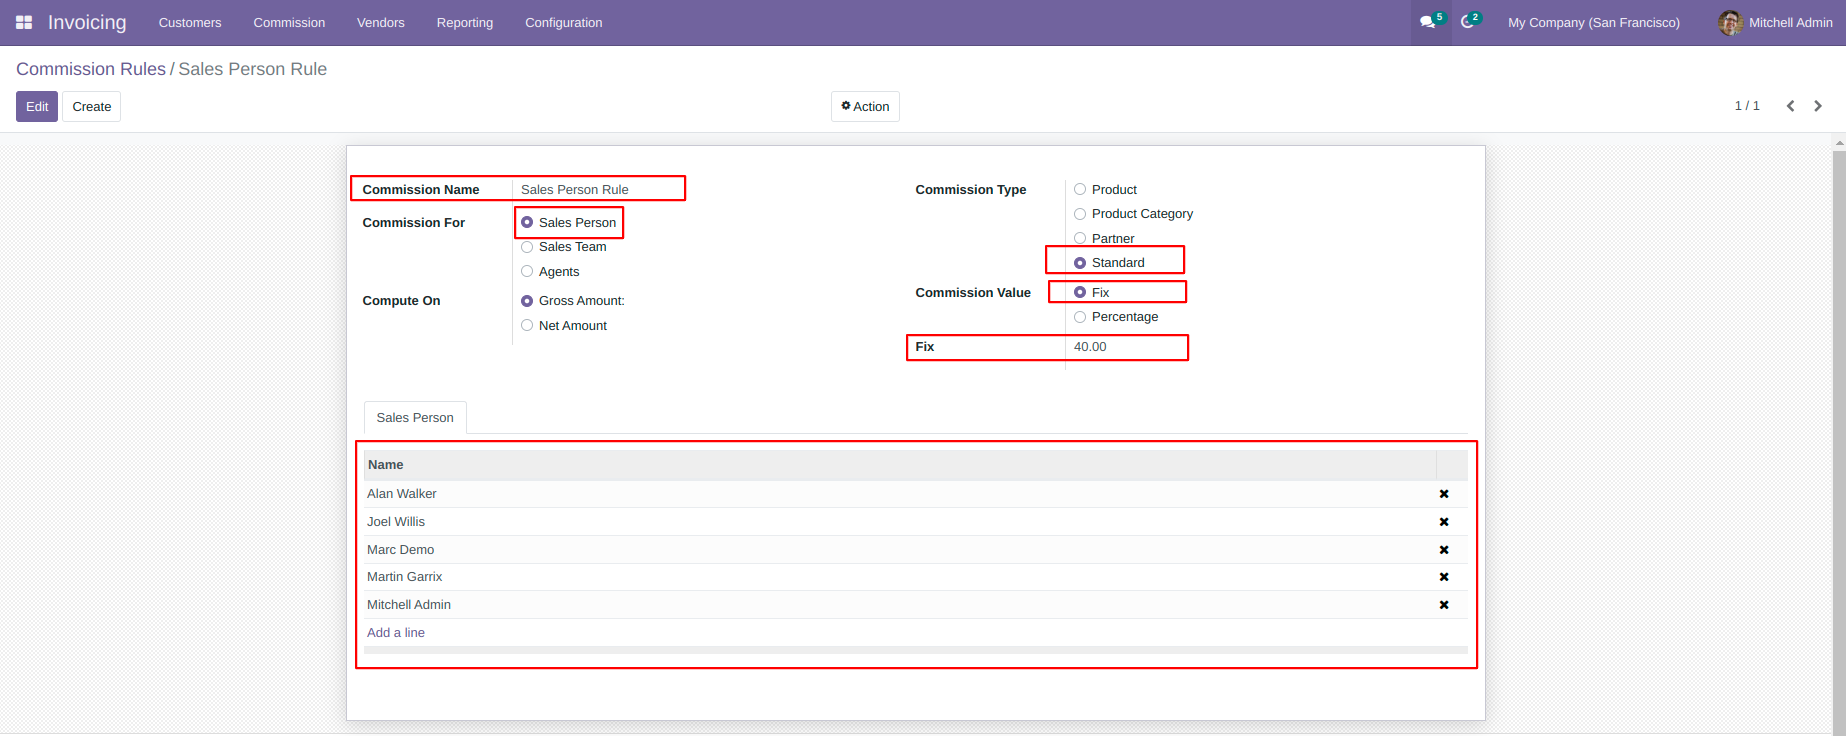 Invoicing Customers Commission Vendors Reporting Configuration 5 2 My Company (San Francisco) Mitchell Admin
Commission Rules / Sales Person Rule
Edit Create Action 1 / 1
Commission Name Sales Person Rule
Commission For Sales Person
Sales Team
Agents
Compute On Gross Amount:
Net Amount
Commission Type Product
Product Category
Partner
Standard
Commission Value Fix
Percentage
Fix 40.00
Sales Person
Name
Alan Walker
Joel Willis
Marc Demo
Martin Garrix
Mitchell Admin
Add a line